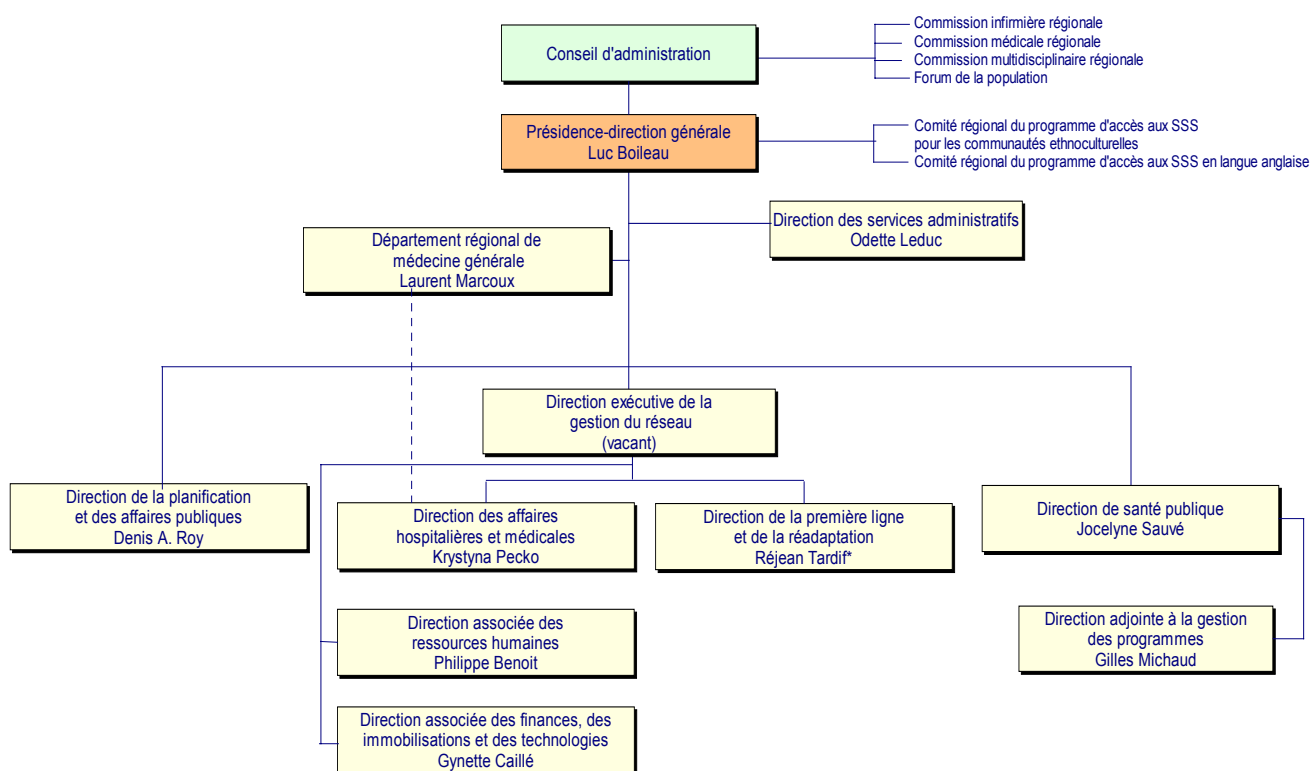 Conseil d'administration
Commission infirmière régionale
Commission médicale régionale
Commission multidisciplinaire régionale
Forum de la population
Présidence-direction générale
Luc Boileau
Comité régional du programme d'accès aux SSS
pour les communautés ethnoculturelles
Comité régional du programme d'accès aux SSS en langue anglaise
Direction des services administratifs
Odette Leduc
Département régional de
médecine générale
Laurent Marcoux
Direction exécutive de la
gestion du réseau
(vacant)
Direction de la planification
et des affaires publiques
Denis A. Roy
Direction des affaires
hospitalières et médicales
Krystyna Pecko
Direction de la première ligne
et de la réadaptation
Réjean Tardif*
Direction de santé publique
Jocelyne Sauvé
Direction associée des
ressources humaines
Philippe Benoit
Direction adjointe à la gestion
des programmes
Gilles Michaud
Direction associée des finances, des
immobilisations et des technologies
Gynette Caillé